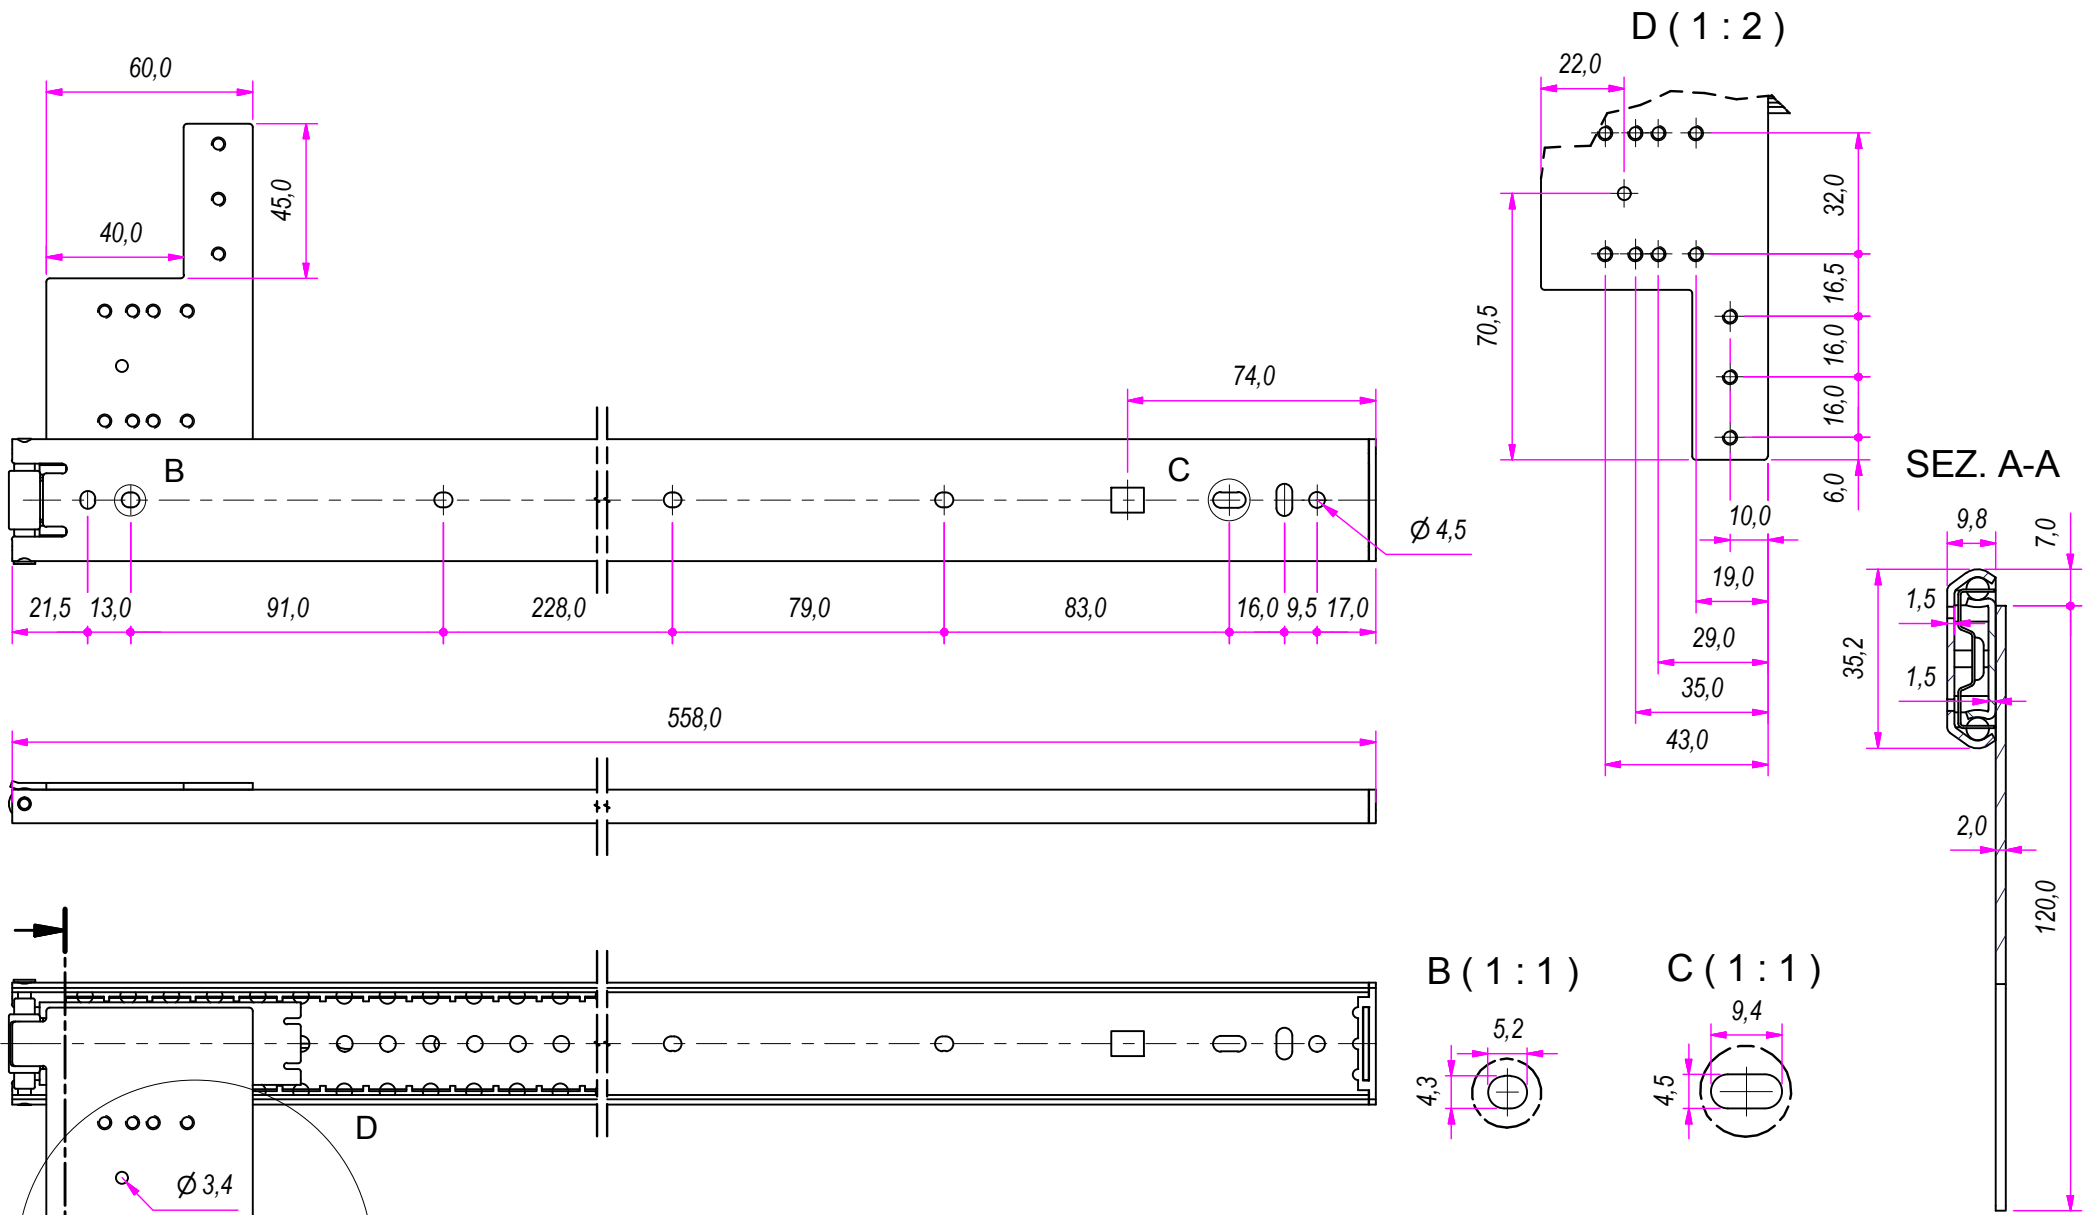 D ( 1 : 2 )
60,0
22,0
45,0
32,0
40,0
16,5
70,5
16,0
74,0
16,0
B
C
SEZ. A-A
6,0
10,0
Ø 4,5
9,8
7,0
19,0
21,5 13,0 91,0 228,0 79,0 83,0 16,0 9,5 17,0
1,5
29,0
35,2
1,5
35,0
558,0
43,0
2,0
120,0
B ( 1 : 1 )
C ( 1 : 1 )
9,4
5,2
4,3
4,5
D
Ø 3,4